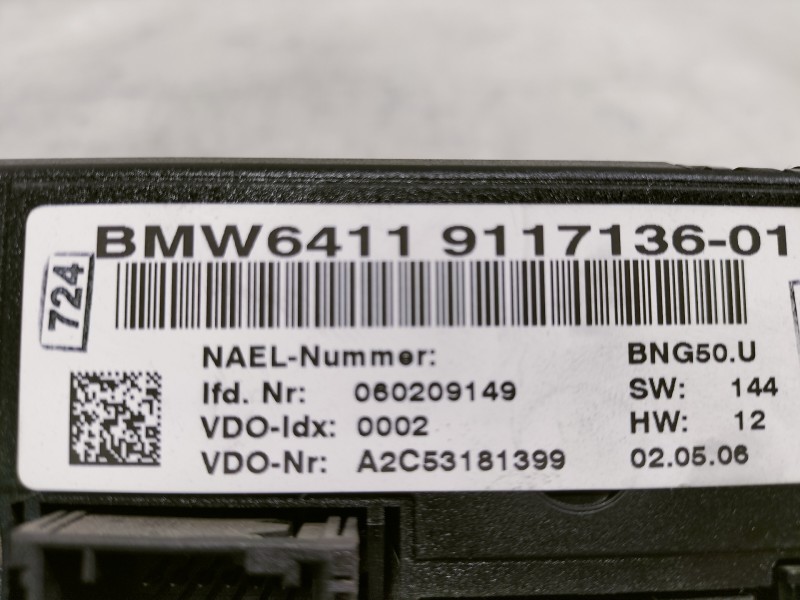 BMW6411 9117136-01
724
NAEL-Nummer: BNG50.U
lfd. Nr: 060209149 SW: 144
VDO-Idx: 0002 HW: 12
VDO-Nr: A2C53181399 02.05.06